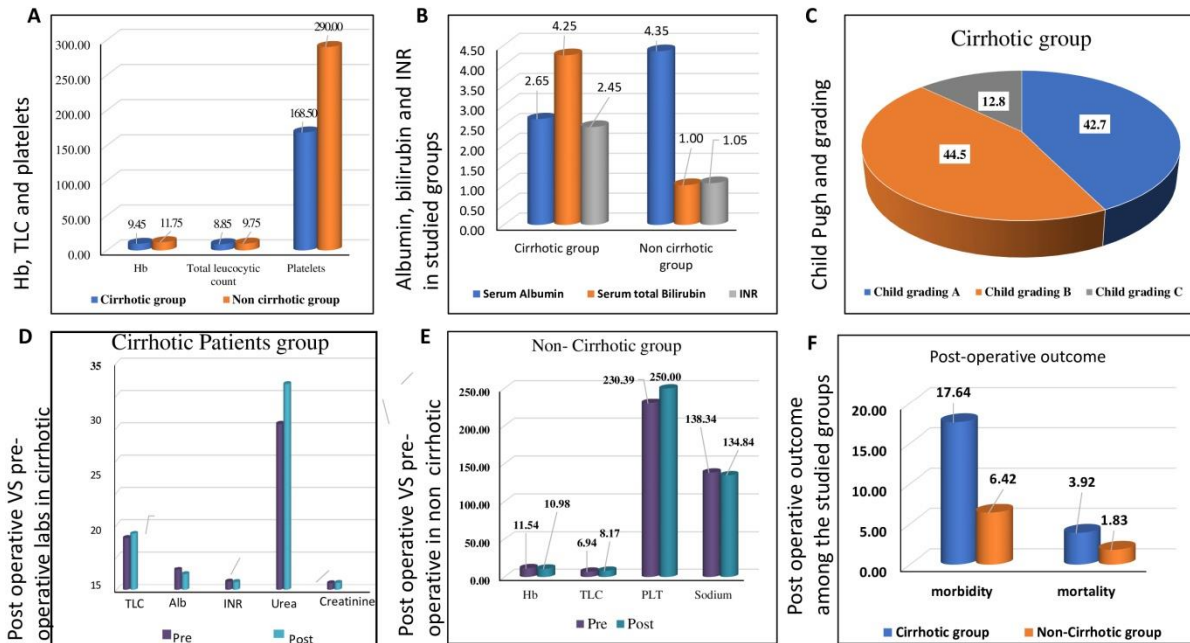 A
Hb, TLC and platelets
300.00
250.00
200.00
150.00
100.00
50.00
0.00
9.45
11.75
8.85
9.75
168.50
290.00
Hb
Total leucocytic
count
Platelets
Cirrhotic group
Non cirrhotic group
B
Albumin, bilirubin and INR
in studied groups
4.50
4.00
3.50
3.00
2.50
2.00
1.50
1.00
0.50
0.00
2.65
4.25
2.45
4.35
1.00
1.05
Cirrhotic group
Non cirrhotic
group
Serum Albumin
Serum total Bilirubin
INR
C
Cirrhotic group
Child Pugh and grading
12.8
42.7
44.5
Child grading A
Child grading B
Child grading C
D
Cirrhotic Patients group
Post operative VS pre-
operative labs in cirrhotic
35
30
25
20
15
TLC
Alb
INR
Urea
Creatinine
Pre
Post
E
Non- Cirrhotic group
Post operative VS pre-
operative in non cirrhotic
250.00
200.00
150.00
100.00
50.00
0.00
11.54
10.98
6.94
8.17
230.39
250.00
138.34
134.84
Hb
TLC
PLT
Sodium
Pre
Post
F
Post-operative outcome
Post operative outcome
among the studied groups
20.00
15.00
10.00
5.00
0.00
17.64
6.42
3.92
1.83
morbidity
mortality
Cirrhotic group
Non-Cirrhotic group